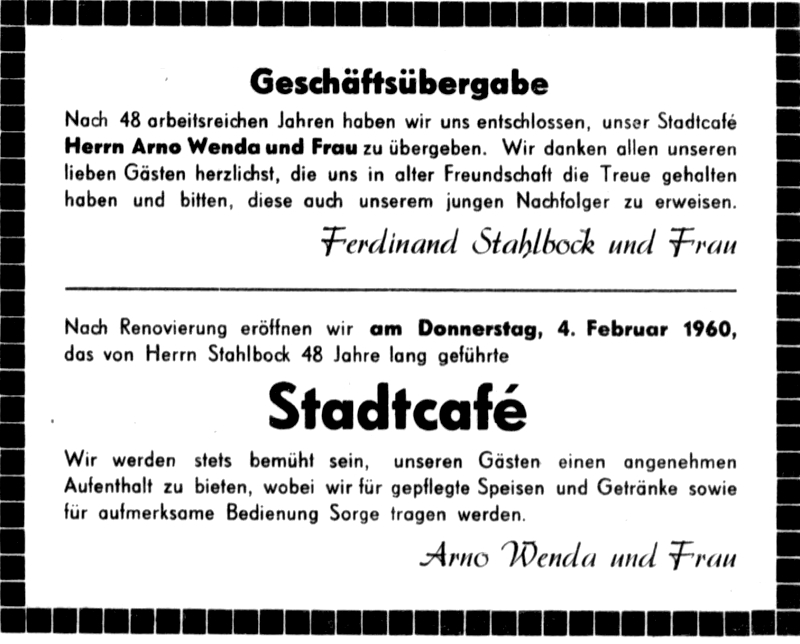 Geschäftsübergabe
Nach 48 arbeitsreichen Jahren haben wir uns entschlossen, unser Stadtcafé
Herrn Arno Wenda und Frau zu übergeben. Wir danken allen unseren
lieben Gästen herzlichst, die uns in alter Freundschaft die Treue gehalten
haben und bitten, diese auch unserem jungen Nachfolger zu erweisen.
Ferdinand Stahlbock und Frau
Nach Renovierung eröffnen wir am Donnerstag, 4. Februar 1960,
das von Herrn Stahlbock 48 Jahre lang geführte
Stadtcafé
Wir werden stets bemüht sein, unseren Gästen einen angenehmen
Aufenthalt zu bieten, wobei wir für gepflegte Speisen und Getränke sowie
für aufmerksame Bedienung Sorge tragen werden.
Arno Wenda und Frau